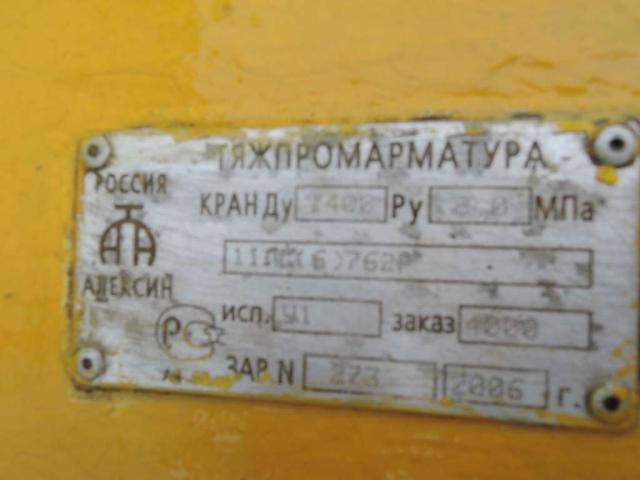 ТЯЖПРОМАРМАТУРА
РОССИЯ
КРАН Ду 1400 Ру 8.0 МПа
АЛЕКСИН
11ЛС(6)762Р
исп. У1 заказ 4000
ЗАВ N 273 2006 г.